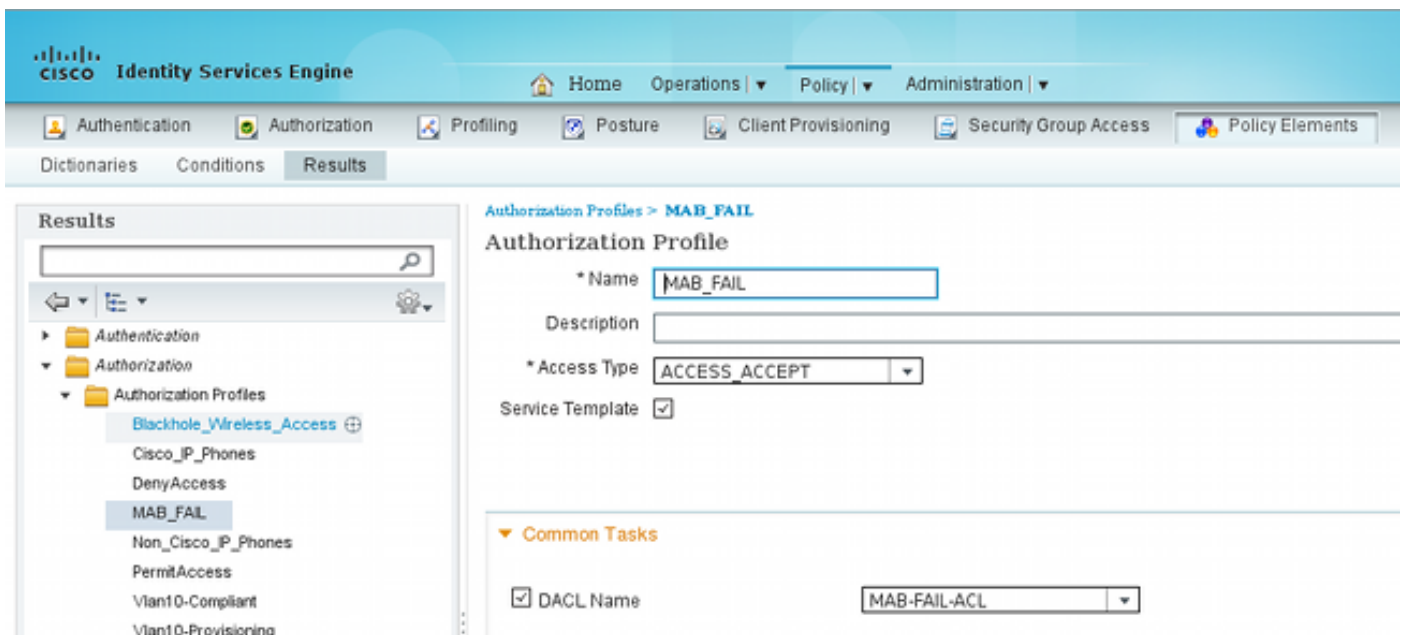 CISCO Identity Services Engine
Home Operations | Policy | Administration |
Authentication Authorization Profiling Posture Client Provisioning Security Group Access Policy Elements
Dictionaries Conditions Results
Results
Authentication
Authorization
Authorization Profiles
Blackhole_Wireless_Access
Cisco_IP_Phones
DenyAccess
MAB_FAIL
Non_Cisco_IP_Phones
PermitAccess
Vlan10-Compliant
Vlan10-Provisioning
Authorization Profiles > MAB_FAIL
Authorization Profile
* Name MAB_FAIL
Description
* Access Type ACCESS_ACCEPT
Service Template
Common Tasks
DACL Name MAB-FAIL-ACL